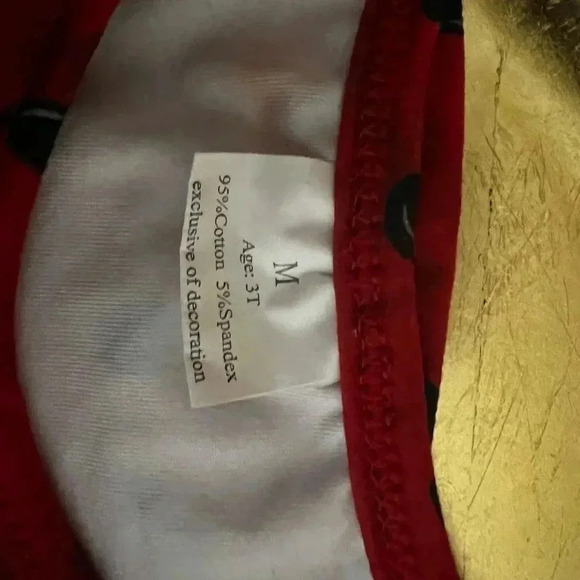 M
Age: 3T
95%Cotton 5%Spandex
exclusive of decoration